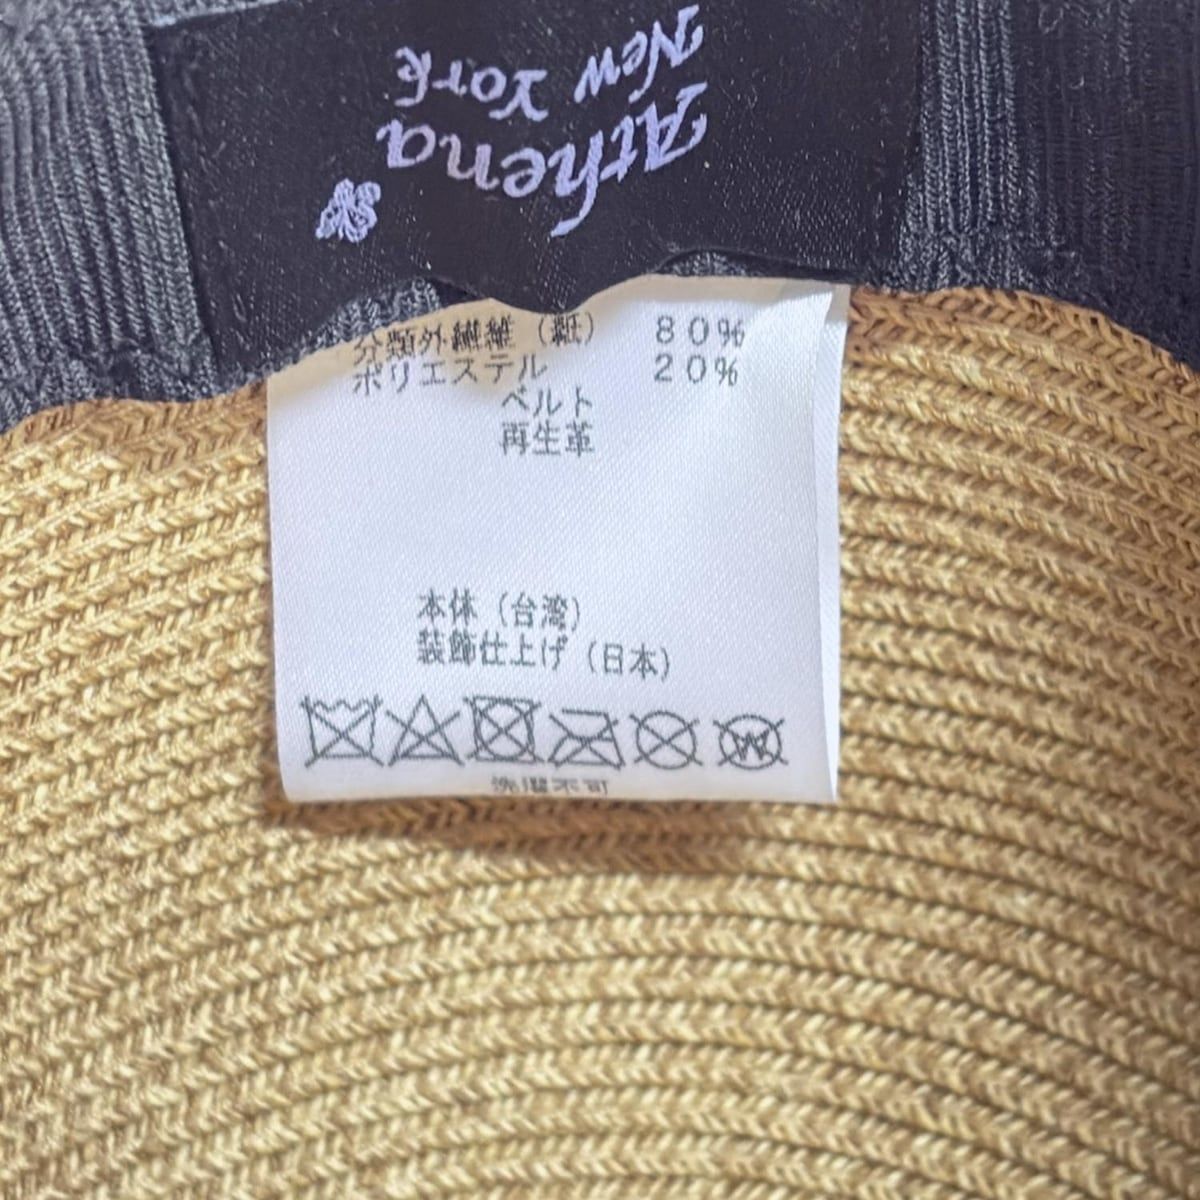 Athena
New York
分類外繊維（紙） 80%
ポリエステル 20%
ベルト
再生革
本体（台湾）
装飾仕上げ（日本）
W
洗濯不可